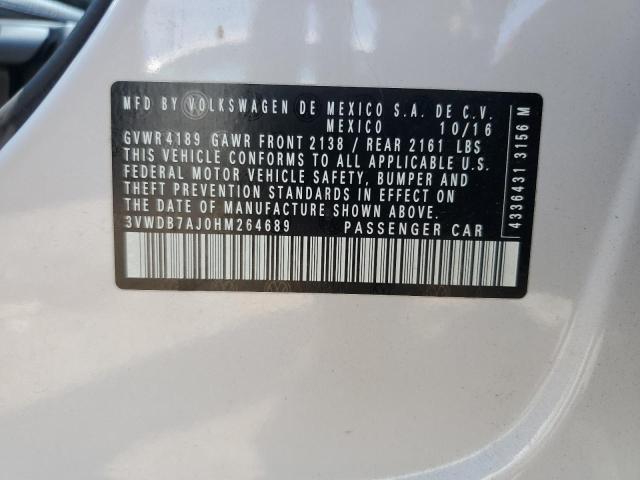 MFD BY VOLKSWAGEN DE MEXICO S.A. DE C.V.
MEXICO 10/16
GVWR 4189 GAWR FRONT 2138 / REAR 2161 LBS
THIS VEHICLE CONFORMS TO ALL APPLICABLE U.S.
FEDERAL MOTOR VEHICLE SAFETY, BUMPER AND
THEFT PREVENTION STANDARDS IN EFFECT ON
THE DATE OF MANUFACTURE SHOWN ABOVE.
3VWDB7AJ0HM264689 PASSENGER CAR
4336431 3156 M